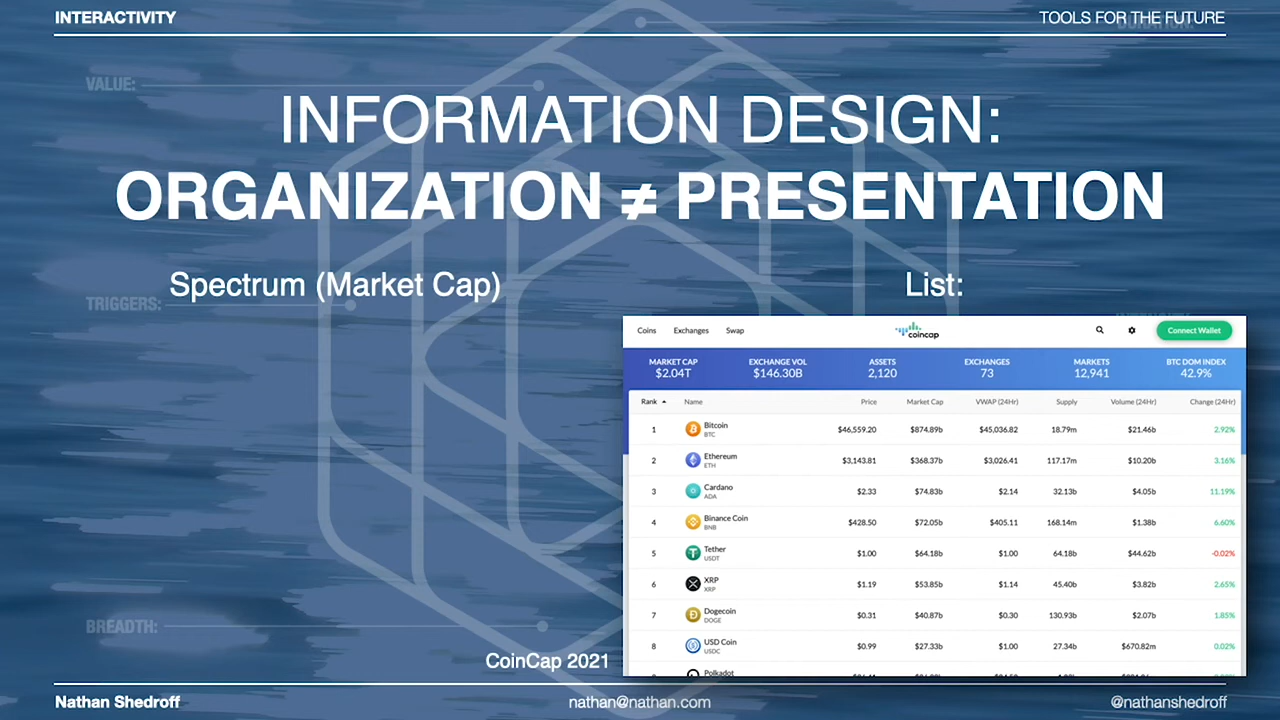 INTERACTIVITY
TOOLS FOR THE FUTURE
DURATION:
VALUE:
INFORMATION DESIGN:
ORGANIZATION ≠ PRESENTATION
Spectrum (Market Cap)
List:
TRIGGERS:
Coins Exchanges Swap coincap Connect Wallet
MARKET CAP EXCHANGE VOL ASSETS EXCHANGES MARKETS BTC DOM INDEX
$2.04T $146.30B 2,120 73 12,941 42.9%
Rank Name Price Market Cap VWAP (24Hr) Supply Volume (24Hr) Change (24Hr)
1 Bitcoin $46,559.20 $874.89b $45,036.82 18.79m $21.46b 2.92%
BTC
2 Ethereum $3,143.81 $368.37b $3,026.41 117.17m $10.20b 3.16%
ETH
3 Cardano $2.33 $74.83b $2.14 32.13b $4.05b 11.19%
ADA
4 Binance Coin $428.50 $72.05b $405.11 168.14m $1.38b 6.60%
BNB
5 Tether $1.00 $64.18b $1.00 64.18b $44.62b -0.02%
USDT
6 XRP $1.19 $53.85b $1.14 45.40b $3.82b 2.65%
XRP
7 Dogecoin $0.31 $40.87b $0.30 130.93b $2.07b 1.85%
DOGE
8 USD Coin $0.99 $27.33b $1.00 27.34b $670.82m 0.02%
USDC
Polkadot
BREADTH:
CoinCap 2021
Nathan Shedroff
nathan@nathan.com
@nathanshedroff